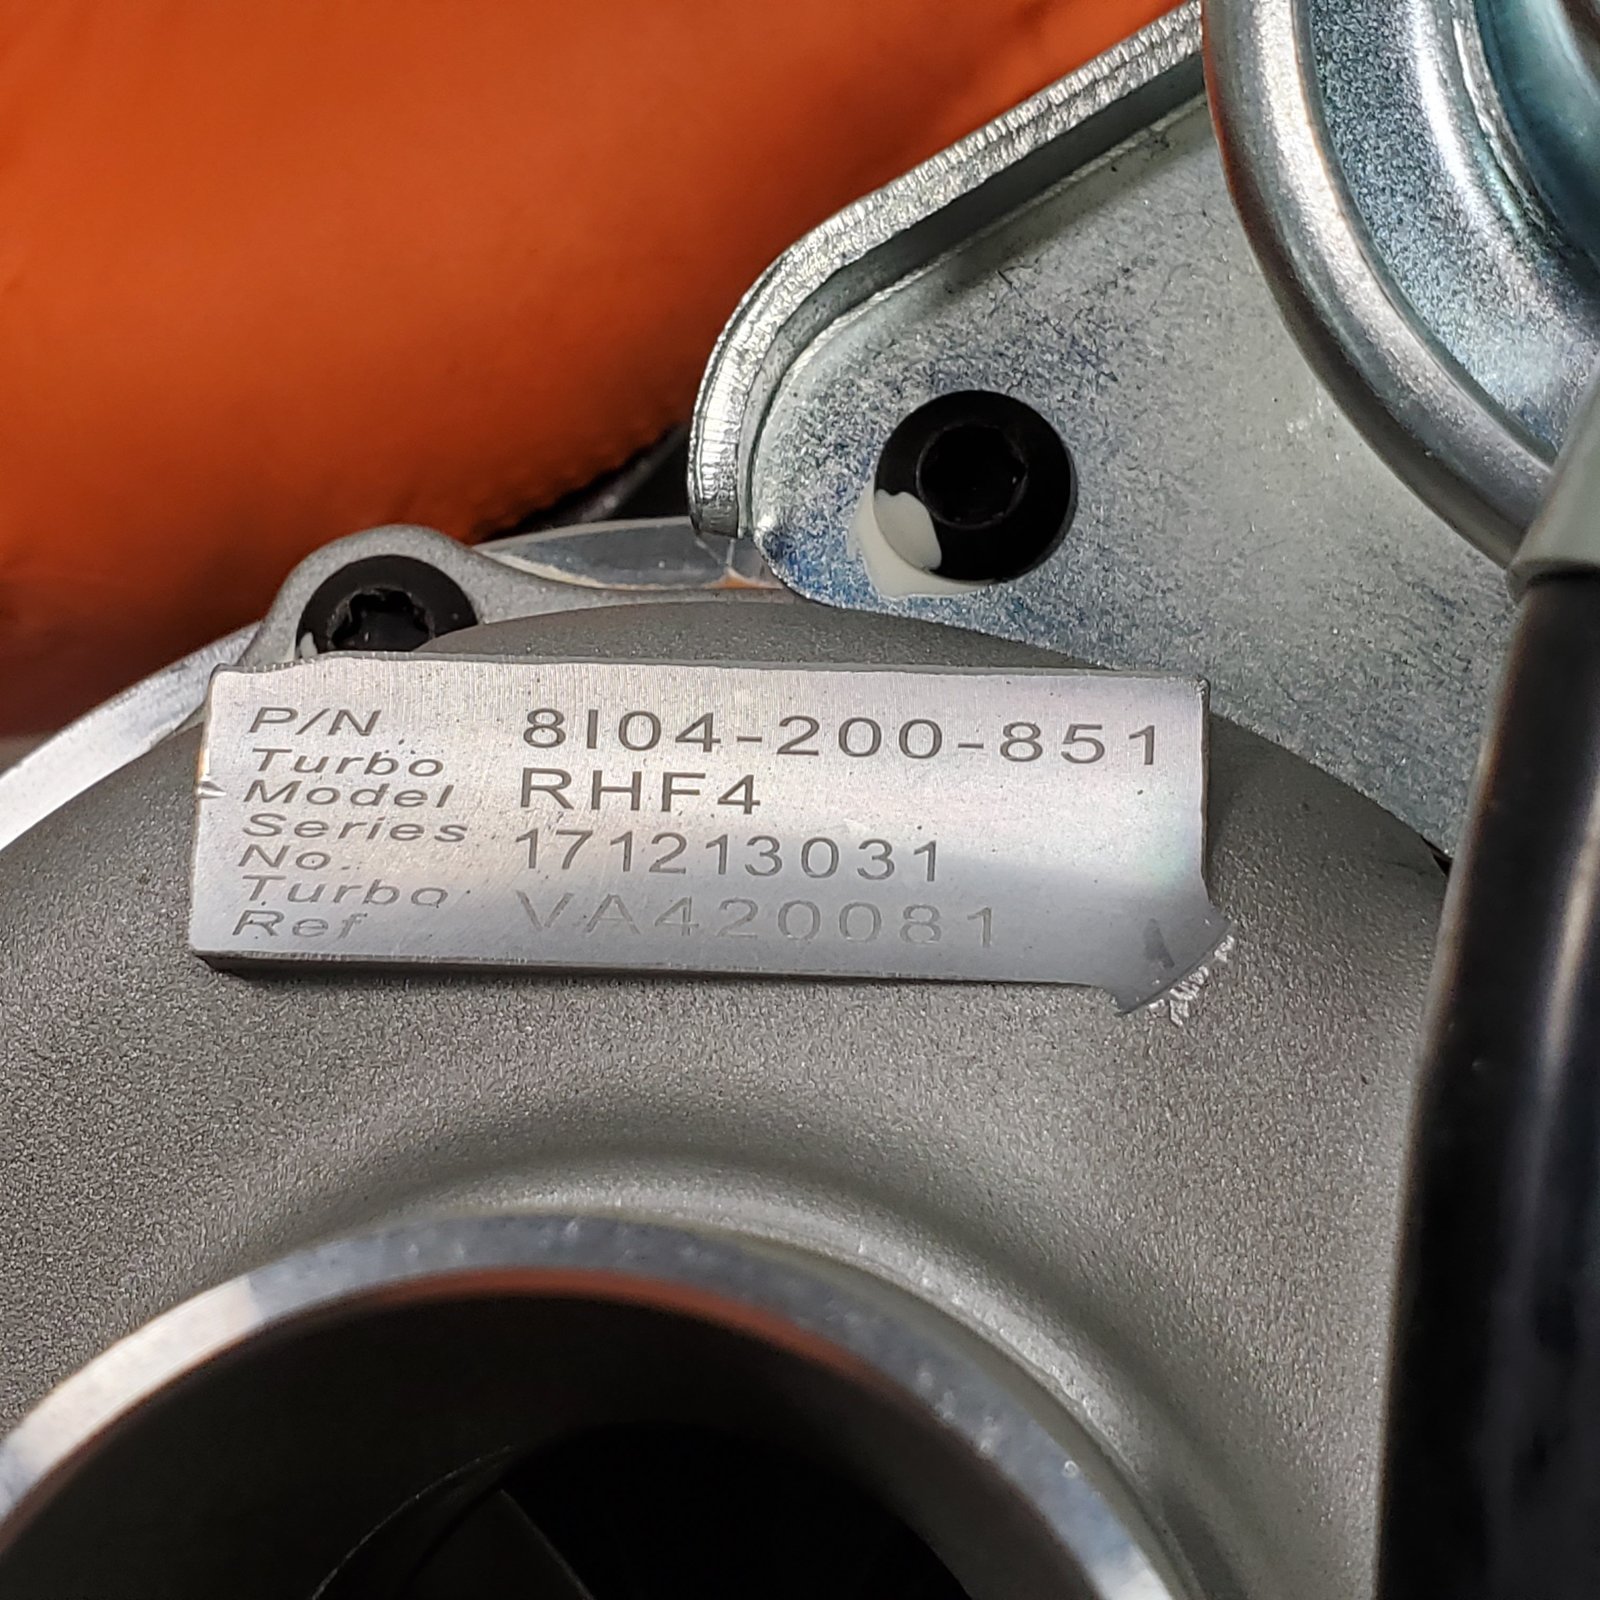 P/N 8I04-200-851
Turbo
Model RHF4
Series
No. 171213031
Turbo
Ref VA420081